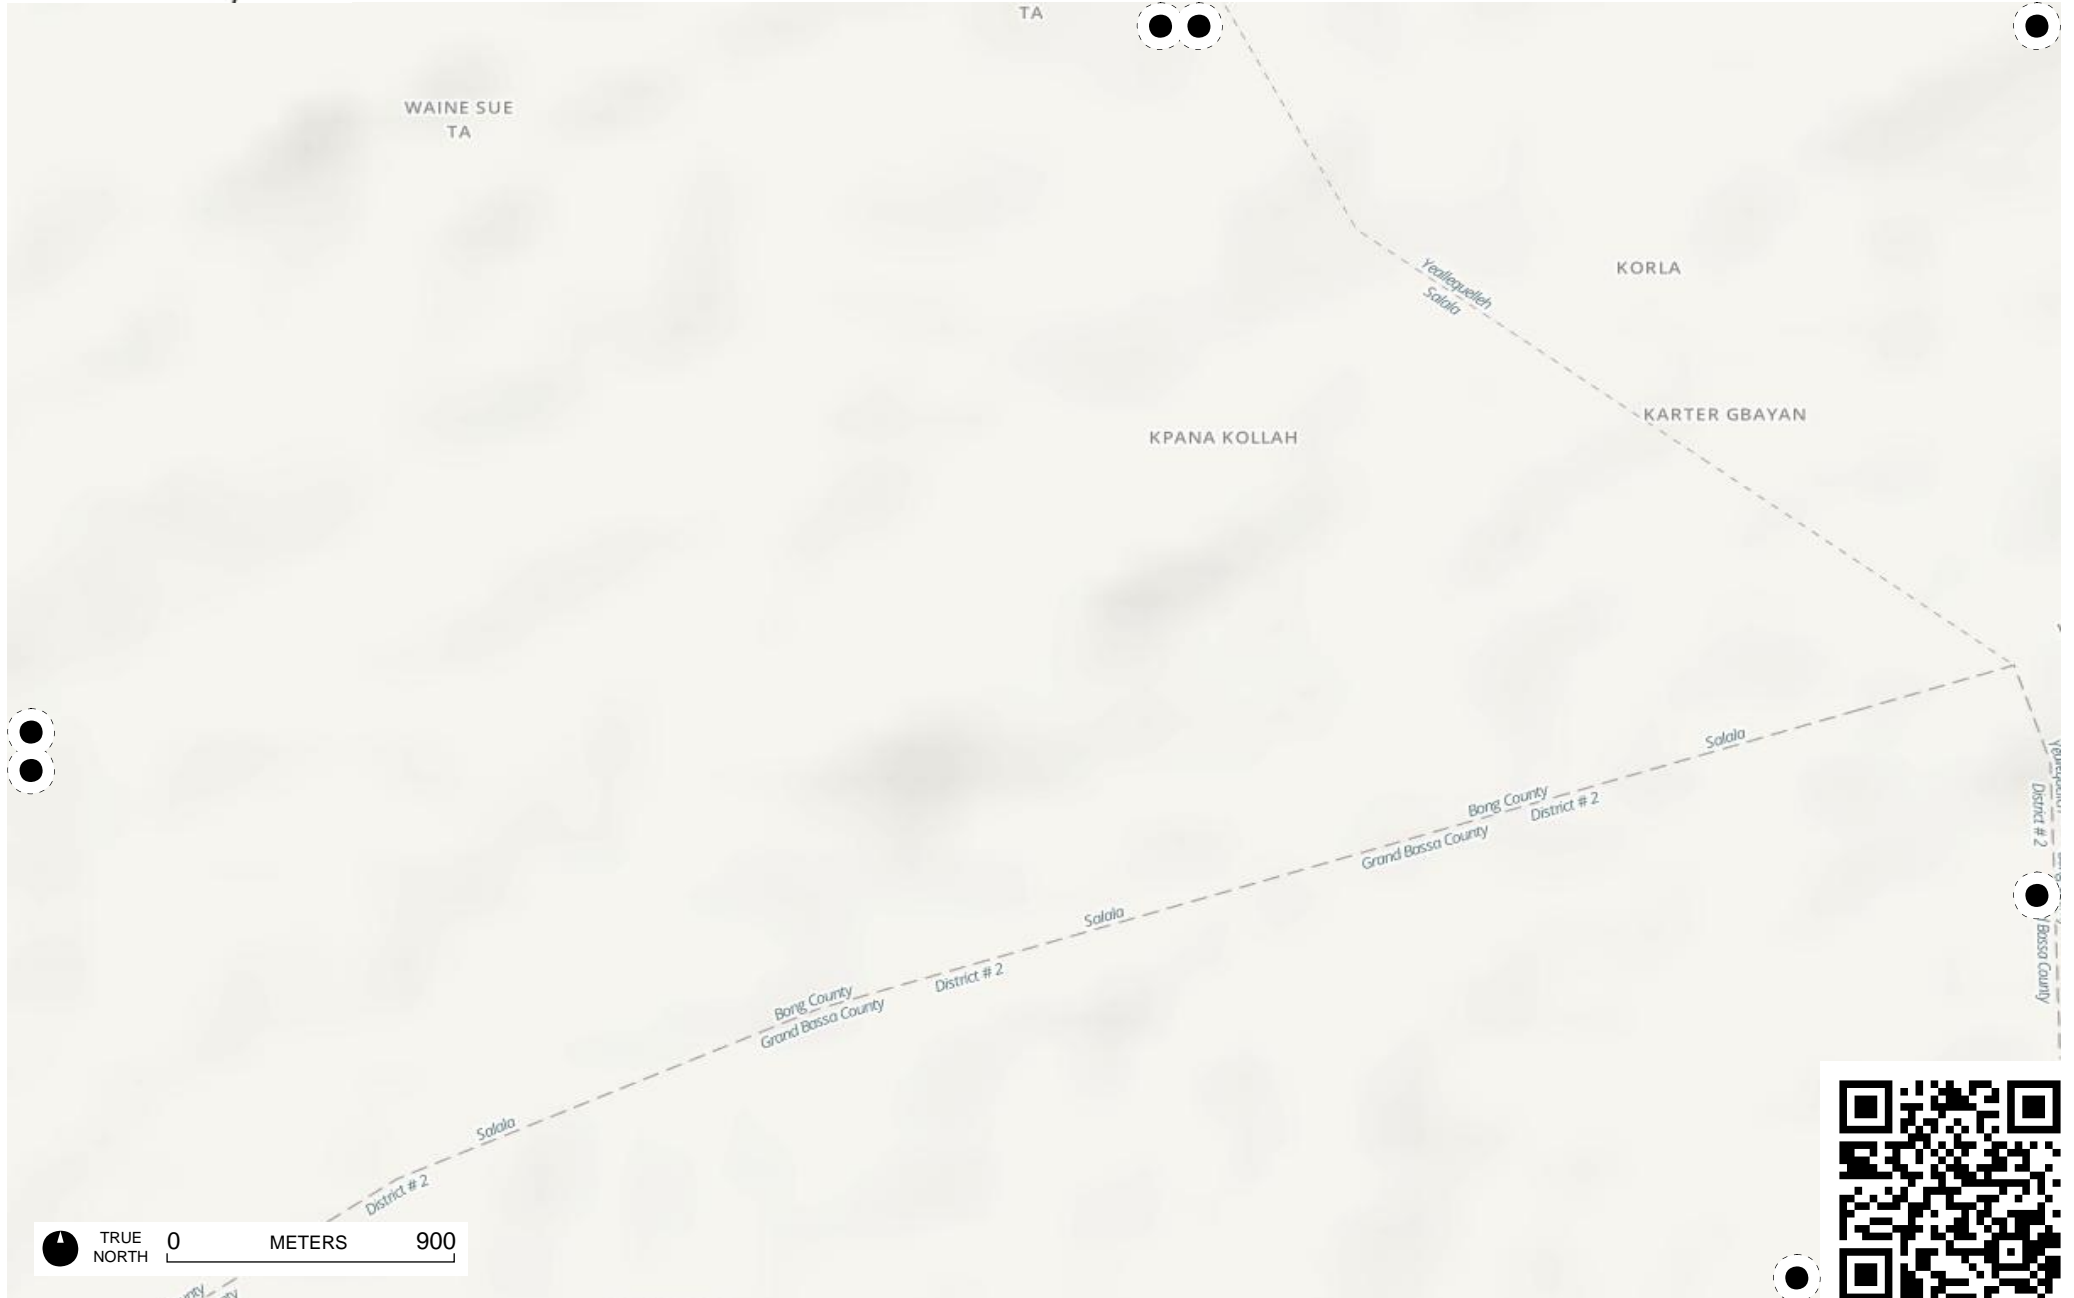 TA
WAINE SUE
TA
KORLA
Yeallequelleh
Salala
KARTER GBAYAN
KPANA KOLLAH
Salala
Bong County
District # 2
Grand Bassa County
District # 2
Salala
District # 2
Bong County
Grand Bassa County
Bassa County
Salala
District # 2
TRUE
NORTH
0 METERS 900